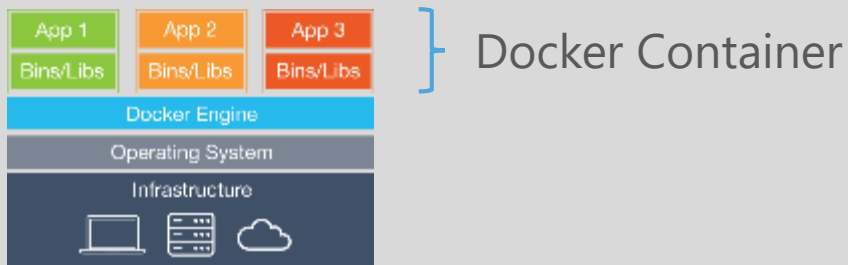 App 1 App 2 App 3
Bins/Libs Bins/Libs Bins/Libs
Docker Container
Docker Engine
Operating System
Infrastructure